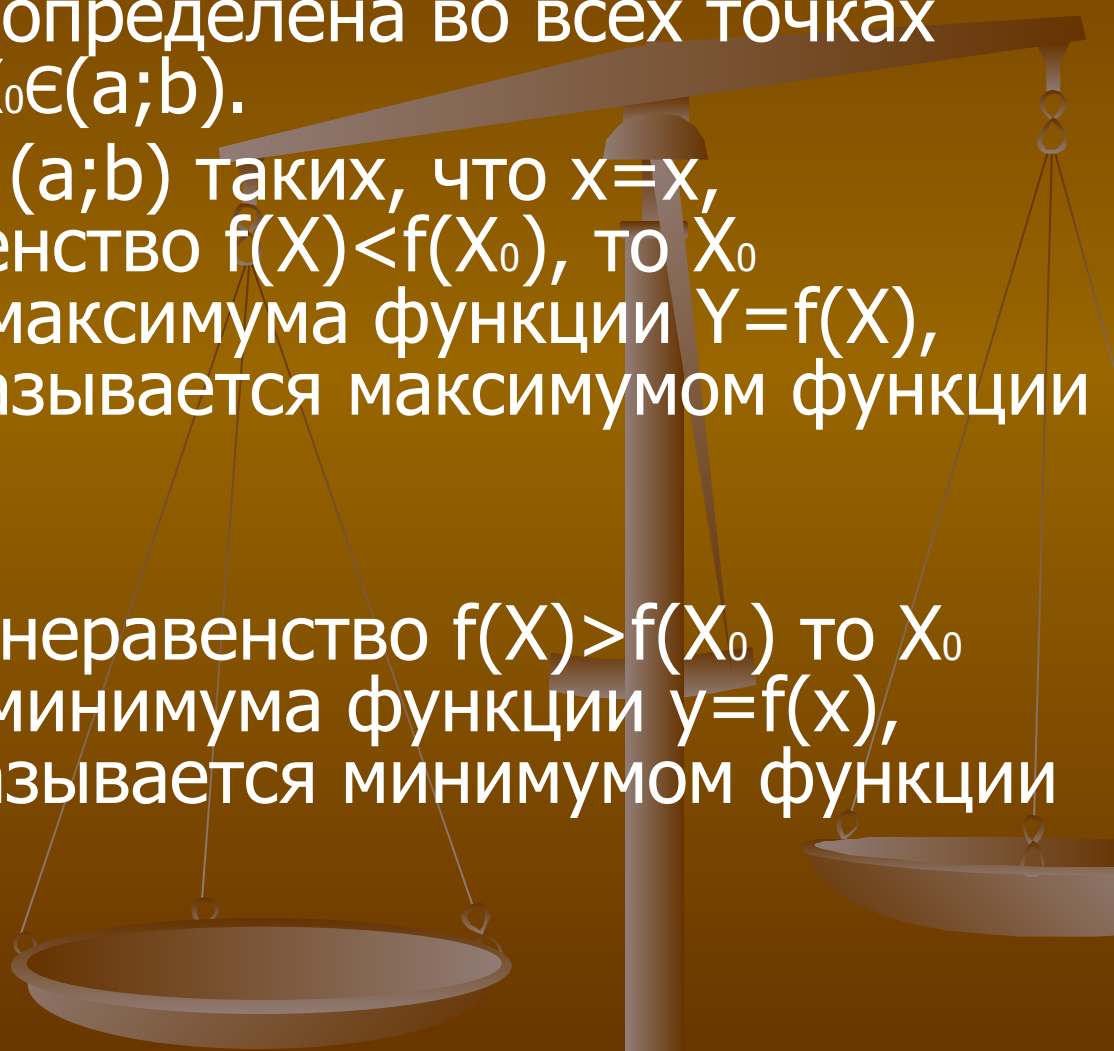 определена во всех точках
₀Є(a;b).
(a;b) таких, что x=x,
енство f(X)<f(X₀), то X₀
максимума функции Y=f(X),
азывается максимумом функции
неравенство f(X)>f(X₀) то X₀
минимума функции y=f(x),
азывается минимумом функции